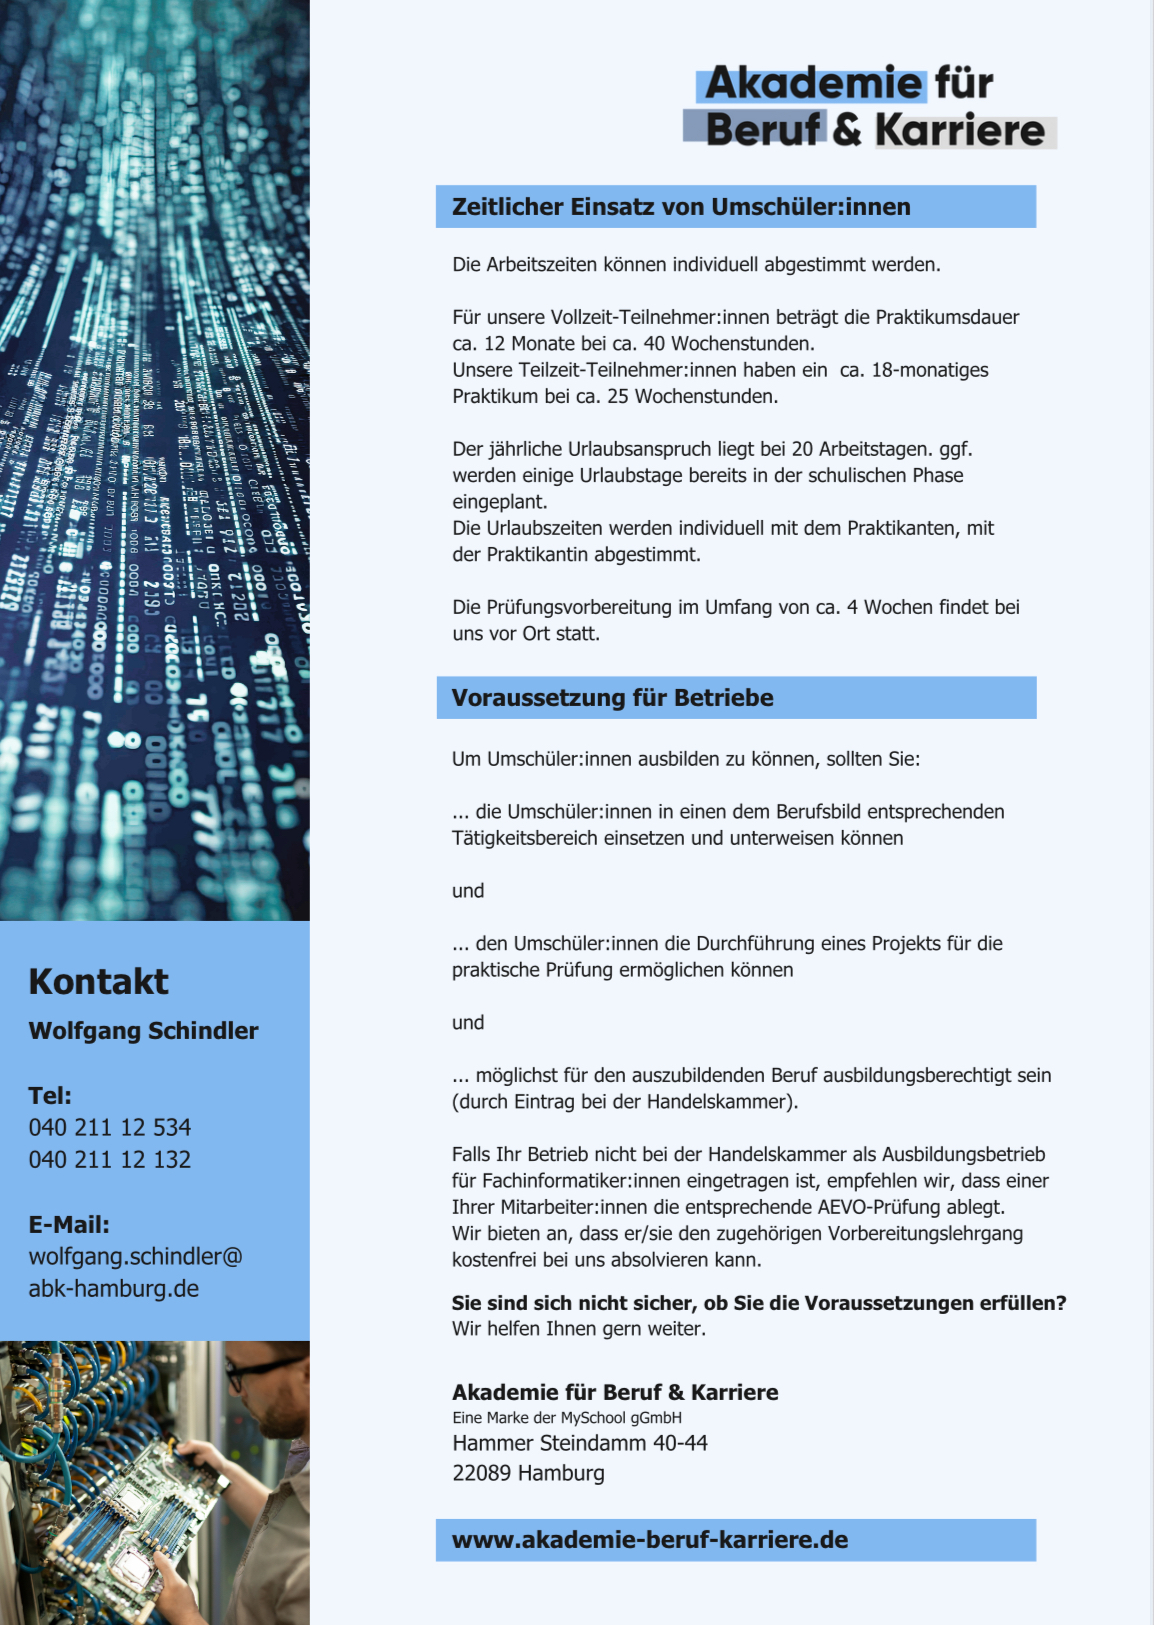 Akademie für
Beruf & Karriere
Zeitlicher Einsatz von Umschüler:innen
Die Arbeitszeiten können individuell abgestimmt werden.
Für unsere Vollzeit-Teilnehmer:innen beträgt die Praktikumsdauer
ca. 12 Monate bei ca. 40 Wochenstunden.
Unsere Teilzeit-Teilnehmer:innen haben ein  ca. 18-monatiges
Praktikum bei ca. 25 Wochenstunden.
Der jährliche Urlaubsanspruch liegt bei 20 Arbeitstagen. ggf.
werden einige Urlaubstage bereits in der schulischen Phase
eingeplant.
Die Urlaubszeiten werden individuell mit dem Praktikanten, mit
der Praktikantin abgestimmt.
Die Prüfungsvorbereitung im Umfang von ca. 4 Wochen findet bei
uns vor Ort statt.
Voraussetzung für Betriebe
Um Umschüler:innen ausbilden zu können, sollten Sie:
... die Umschüler:innen in einen dem Berufsbild entsprechenden
Tätigkeitsbereich einsetzen und unterweisen können
und
... den Umschüler:innen die Durchführung eines Projekts für die
praktische Prüfung ermöglichen können
und
... möglichst für den auszubildenden Beruf ausbildungsberechtigt sein
(durch Eintrag bei der Handelskammer).
Falls Ihr Betrieb nicht bei der Handelskammer als Ausbildungsbetrieb
für Fachinformatiker:innen eingetragen ist, empfehlen wir, dass einer
Ihrer Mitarbeiter:innen die entsprechende AEVO-Prüfung ablegt.
Wir bieten an, dass er/sie den zugehörigen Vorbereitungslehrgang
kostenfrei bei uns absolvieren kann.
Sie sind sich nicht sicher, ob Sie die Voraussetzungen erfüllen?
Wir helfen Ihnen gern weiter.
Akademie für Beruf & Karriere
Eine Marke der MySchool gGmbH
Hammer Steindamm 40-44
22089 Hamburg
www.akademie-beruf-karriere.de
Kontakt
Wolfgang Schindler
Tel:
040 211 12 534
040 211 12 132
E-Mail:
wolfgang.schindler@
abk-hamburg.de